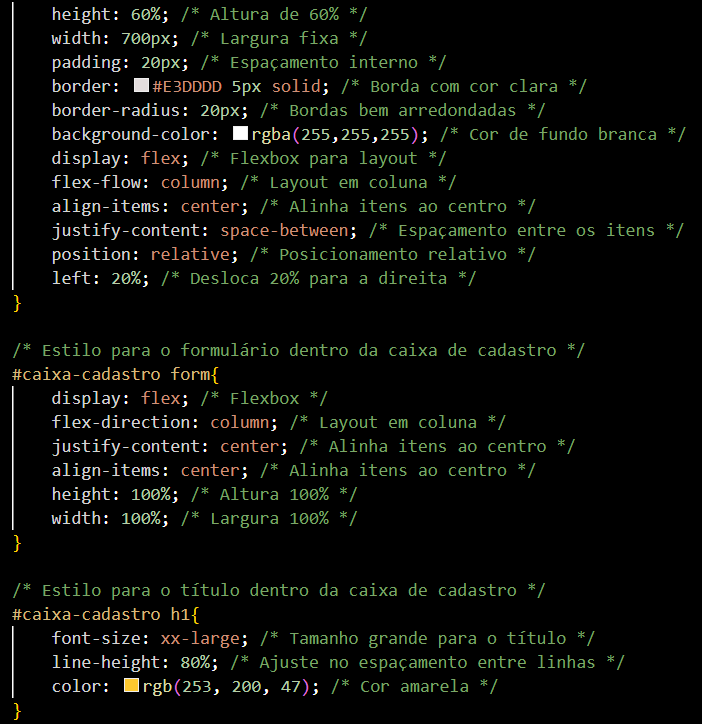 height: 60%; /* Altura de 60% */
width: 700px; /* Largura fixa */
padding: 20px; /* Espaçamento interno */
border: #E3DDDD 5px solid; /* Borda com cor clara */
border-radius: 20px; /* Bordas bem arredondadas */
background-color: rgba(255,255,255); /* Cor de fundo branca */
display: flex; /* Flexbox para layout */
flex-flow: column; /* Layout em coluna */
align-items: center; /* Alinha itens ao centro */
justify-content: space-between; /* Espaçamento entre os itens */
position: relative; /* Posicionamento relativo */
left: 20%; /* Desloca 20% para a direita */
}
/* Estilo para o formulário dentro da caixa de cadastro */
#caixa-cadastro form{
display: flex; /* Flexbox */
flex-direction: column; /* Layout em coluna */
justify-content: center; /* Alinha itens ao centro */
align-items: center; /* Alinha itens ao centro */
height: 100%; /* Altura 100% */
width: 100%; /* Largura 100% */
}
/* Estilo para o título dentro da caixa de cadastro */
#caixa-cadastro h1{
font-size: xx-large; /* Tamanho grande para o título */
line-height: 80%; /* Ajuste no espaçamento entre linhas */
color: rgb(253, 200, 47); /* Cor amarela */
}